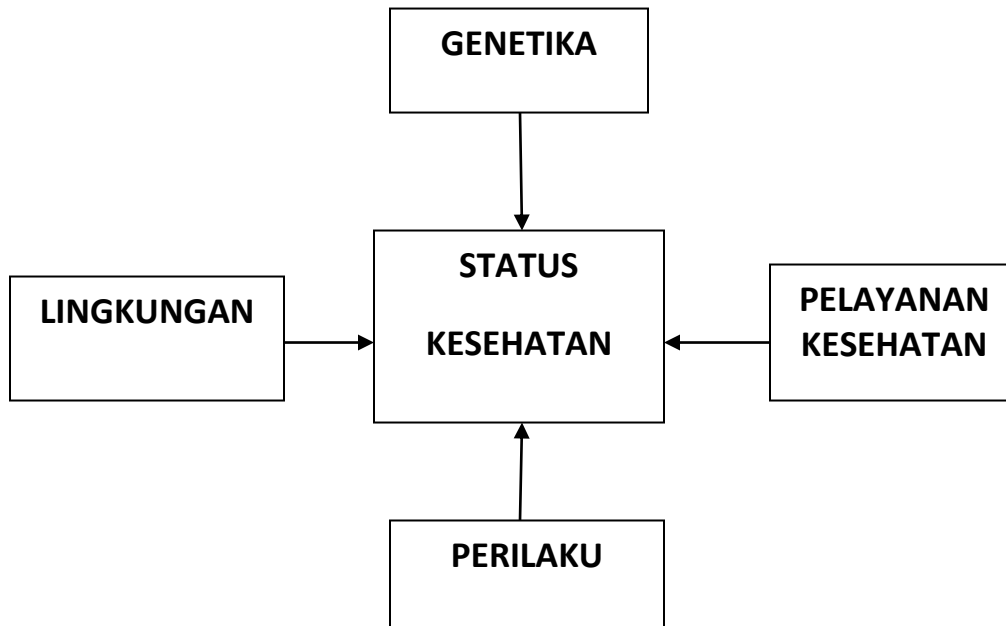 GENETIKA
STATUS
KESEHATAN
LINGKUNGAN
PELAYANAN
KESEHATAN
PERILAKU